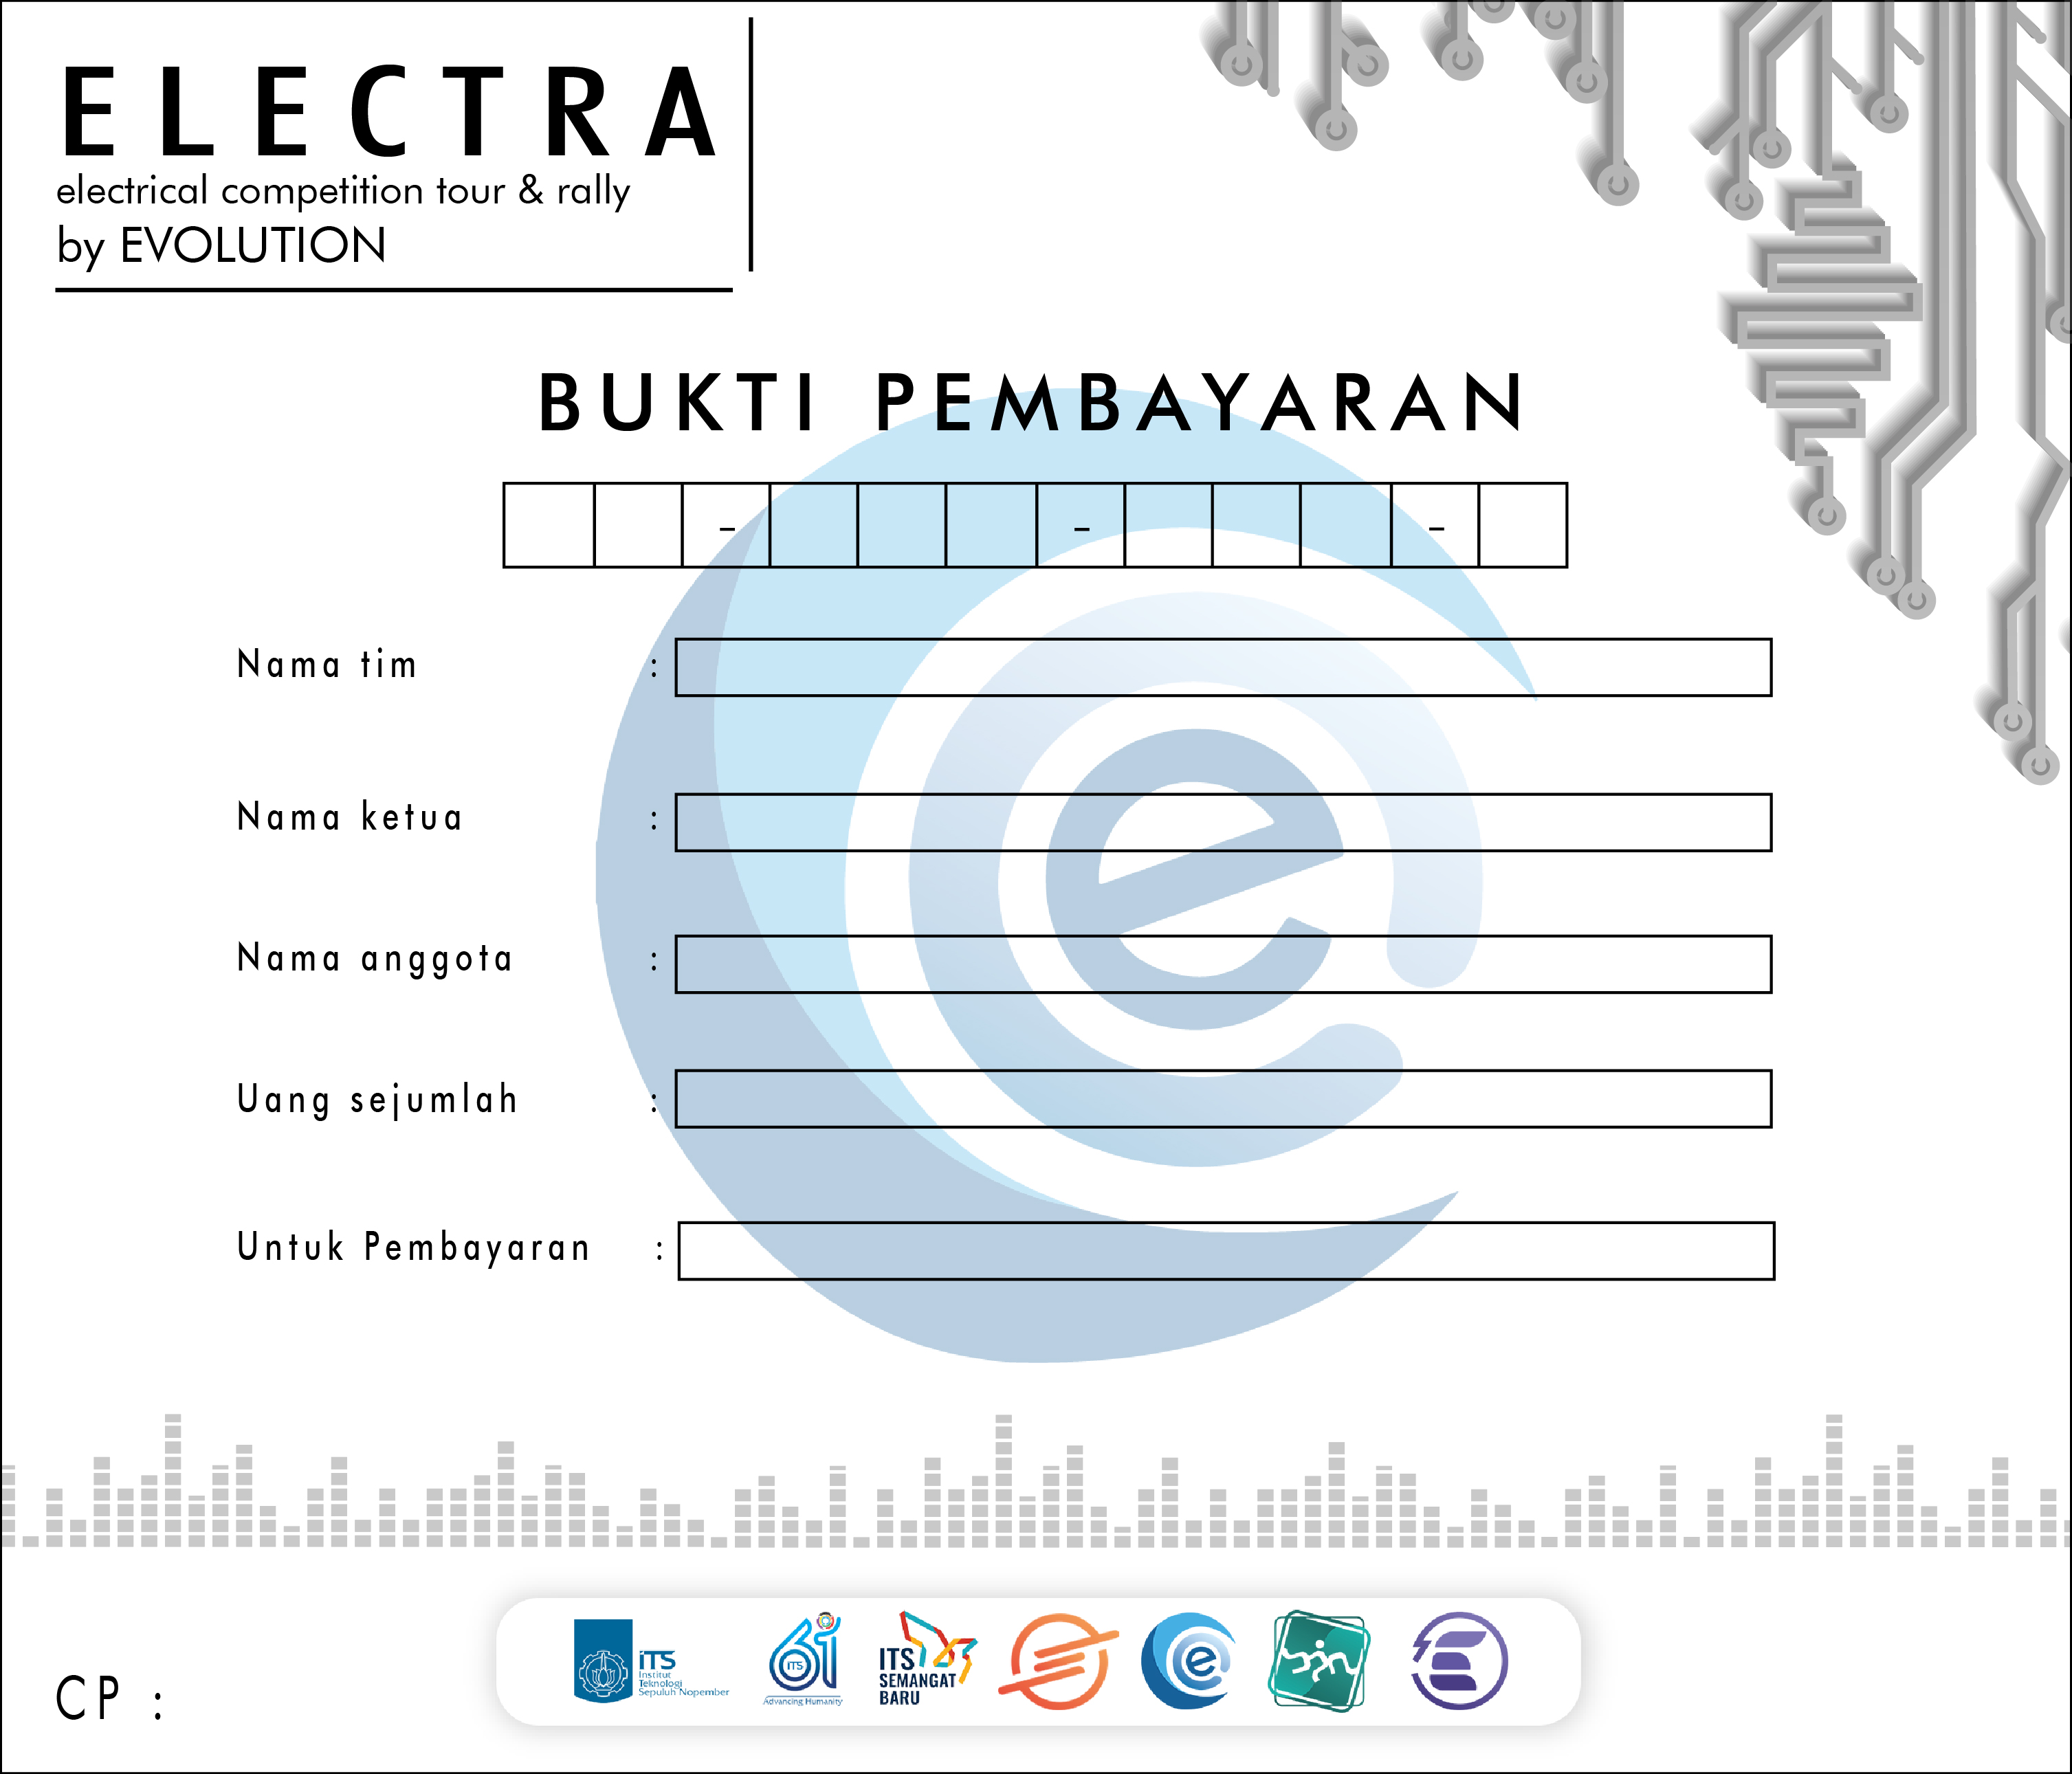 ELECTRA
electrical competition tour & rally
by EVOLUTION
BUKTI PEMBAYARAN
- - -
Nama tim :
Nama ketua :
Nama anggota :
Uang sejumlah :
Untuk Pembayaran :
CP :
ITS
Institut
Teknologi
Sepuluh Nopember
61
ITS
Advancing Humanity
ITS
SEMANGAT
BARU
e